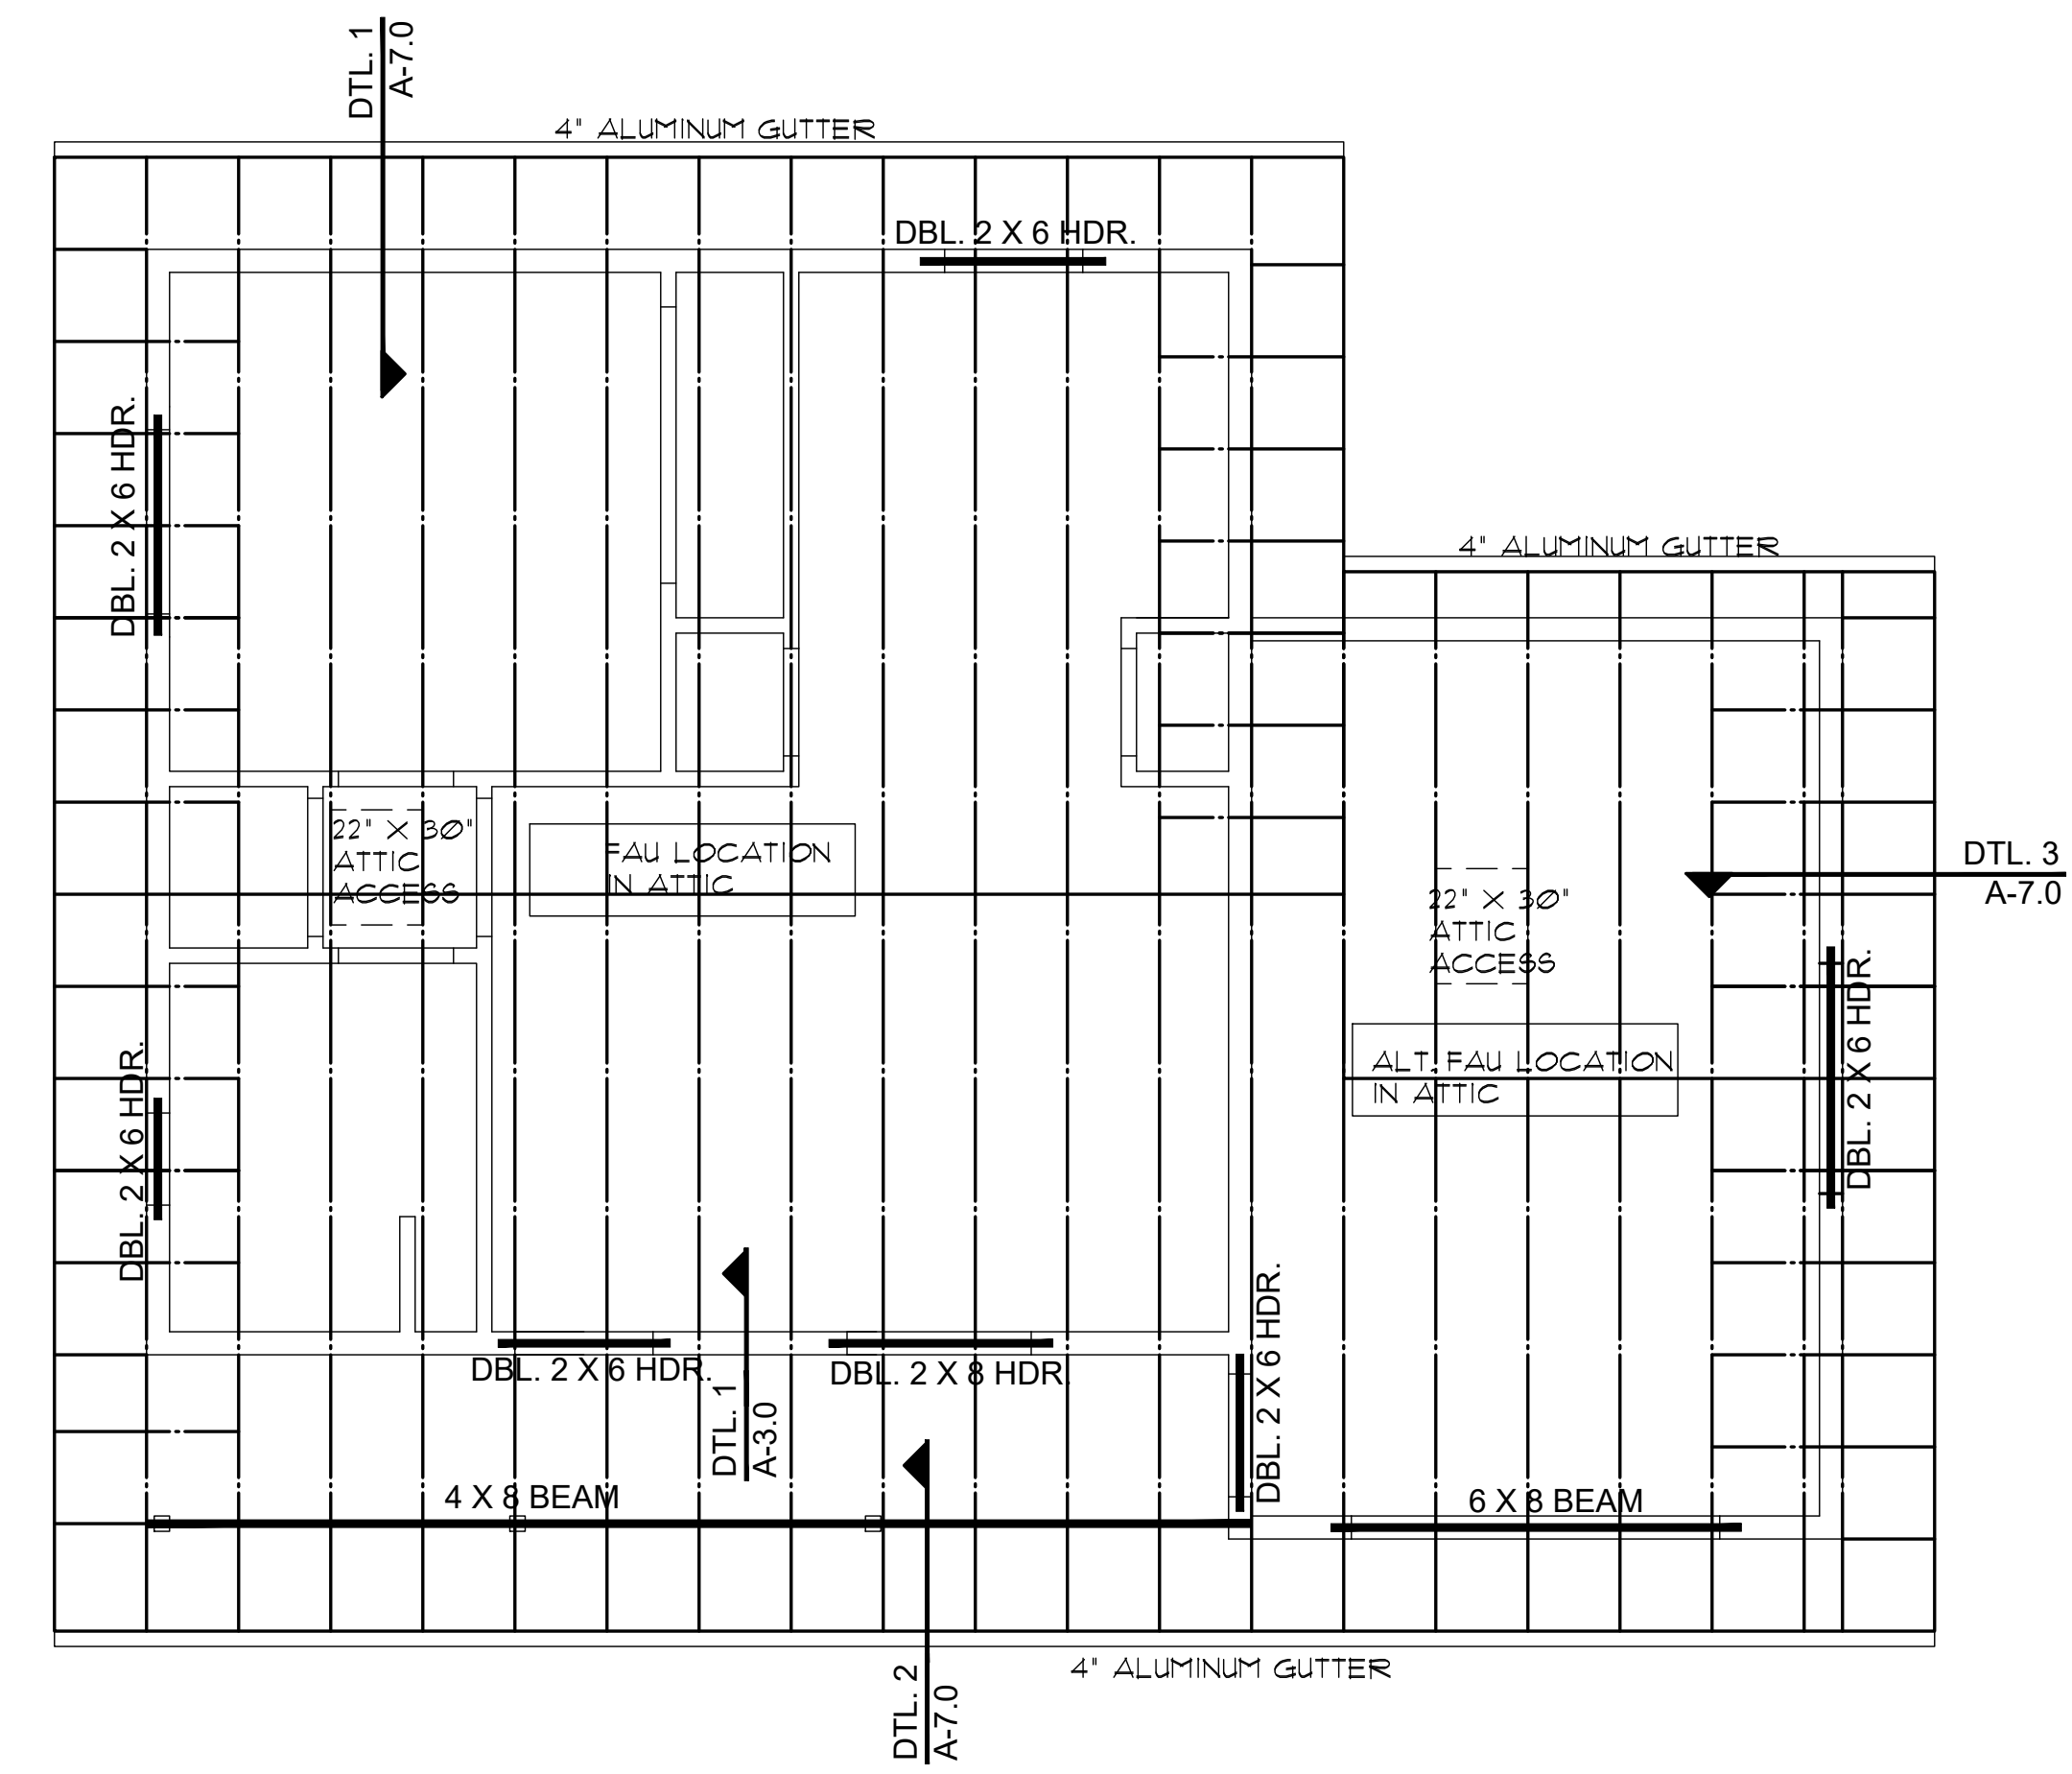 DTL. 1
A-7.0
4" ALUMINUM GUTTER
DBL. 2 X 6 HDR.
DBL. 2 X 6 HDR.
4" ALUMINUM GUTTER
22" X 30"
ATTIC
ACCESS
FAU LOCATION
IN ATTIC
DTL. 3
A-7.0
22" X 30"
ATTIC
ACCESS
ALT. FAU LOCATION
IN ATTIC
DBL. 2 X 6 HDR.
DBL. 2 X 6 HDR.
DBL. 2 X 6 HDR.
DBL. 2 X 8 HDR.
DBL. 2 X 6 HDR.
DTL. 1
A-3.0
4 X 8 BEAM
6 X 8 BEAM
4" ALUMINUM GUTTER
DTL. 2
A-7.0